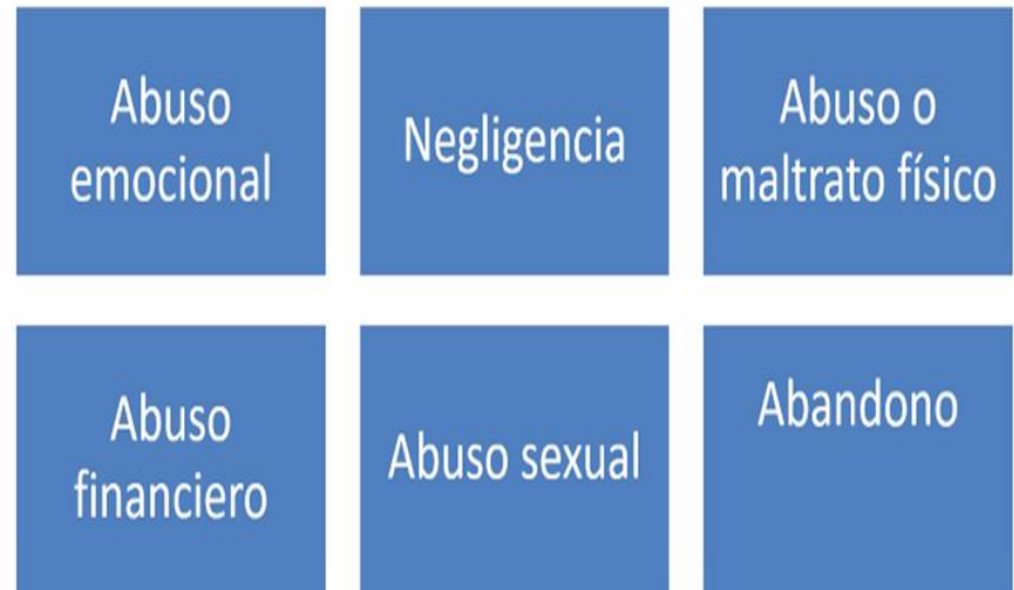 Abuso
emocional
Negligencia
Abuso o
maltrato físico
Abuso
financiero
Abuso sexual
Abandono